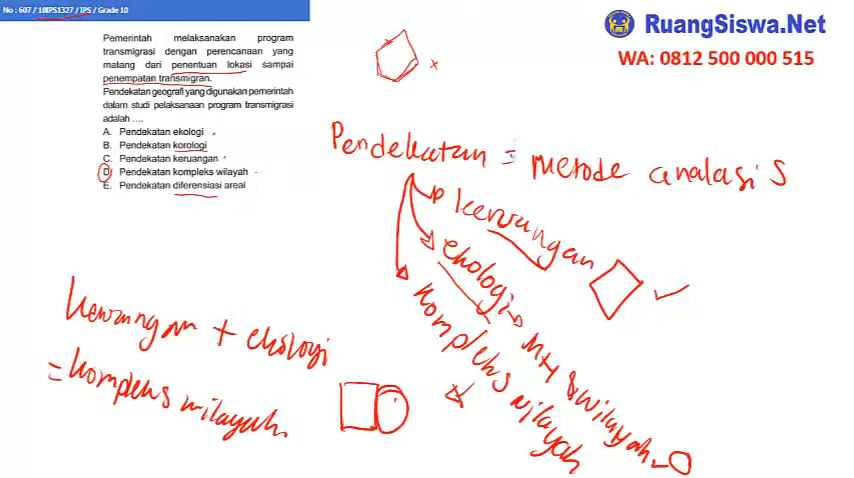 No : 607 / 10IPS1327 / IPS / Grade 10
RuangSiswa.Net
WA: 0812 500 000 515
Pemerintah melaksanakan program
transmigrasi dengan perencanaan yang
matang dari penentuan lokasi sampai
penempatan transmigran.
Pendekatan geografi yang digunakan pemerintah
dalam studi pelaksanaan program transmigrasi
adalah ....
A. Pendekatan ekologi
B. Pendekatan korologi
C. Pendekatan keruangan
D. Pendekatan kompleks wilayah
E. Pendekatan diferensiasi areal
Pendekatan = metode analasis
keruangan
ekologi → MH & wilayah
kompleks wilayah
keruangan + ekologi
= kompleks wilayah